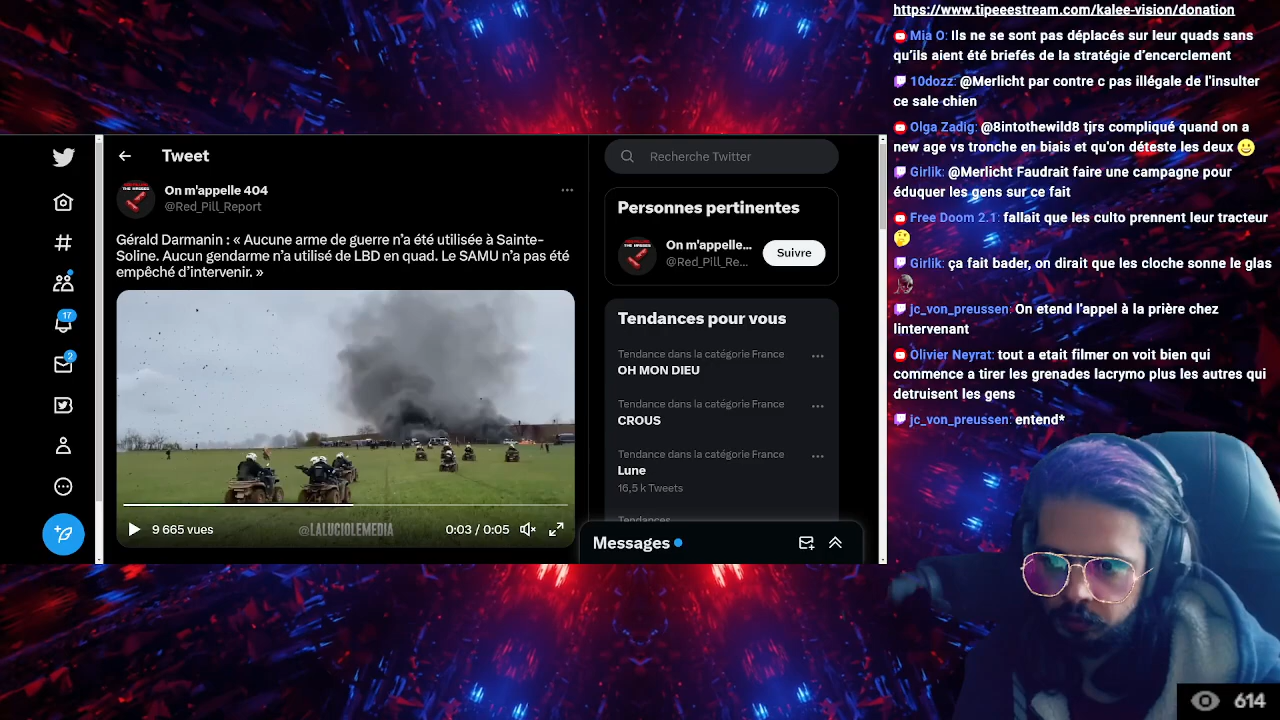 Tweet
On m'appelle 404
@Red_Pill_Report
Gérald Darmanin : « Aucune arme de guerre n'a été utilisée à Sainte-
Soline. Aucun gendarme n'a utilisé de LBD en quad. Le SAMU n'a pas été
empêché d'intervenir. »
@LALUCIOLEMEDIA
9 665 vues
0:03 / 0:05
17
2
Recherche Twitter
Personnes pertinentes
On m'appelle...
@Red_Pill_Re...
Suivre
Tendances pour vous
Tendance dans la catégorie France
OH MON DIEU
Tendance dans la catégorie France
CROUS
Tendance dans la catégorie France
Lune
16,5 k Tweets
Tendances
Messages
https://www.tipeeestream.com/kalee-vision/donation
Mia O: Ils ne se sont pas déplacés sur leur quads sans
qu'ils aient été briefés de la stratégie d'encerclement
10dozz: @Merlicht par contre c pas illégale de l'insulter
ce sale chien
Olga Zadig: @8intothewild8 tjrs compliqué quand on a
new age vs tronche en biais et qu'on déteste les deux
Girlik: @Merlicht Faudrait faire une campagne pour
éduquer les gens sur ce fait
Free Doom 2.1: fallait que les culto prennent leur tracteur
Girlik: ça fait bader, on dirait que les cloche sonne le glas
jc_von_preussen: On etend l'appel à la prière chez
lintervenant
Olivier Neyrat: tout a etait filmer on voit bien qui
commence a tirer les grenades lacrymo plus les autres qui
detruisent les gens
jc_von_preussen: entend*
614